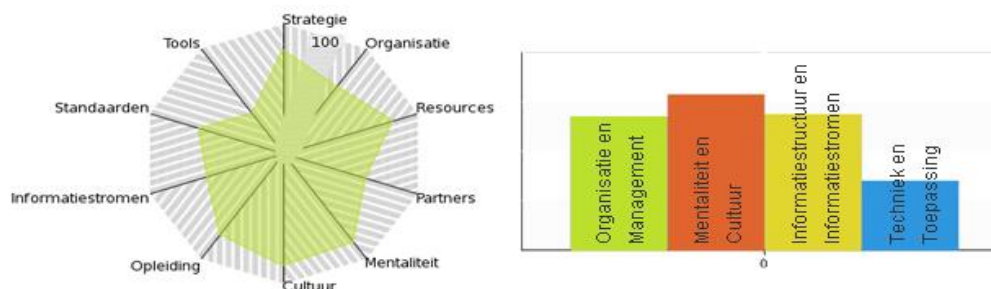 Strategie
100
Tools
Organisatie
Standaarden
Resources
Informatiestromen
Partners
Opleiding
Mentaliteit
Cultuur
Organisatie en
Management
Mentaliteit en
Cultuur
Informatiestructuur en
Informatiestromen
Techniek en
Toepassing
0